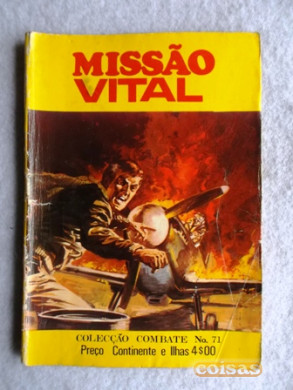 MISSÃO
VITAL
COLECÇÃO COMBATE No. 71
Preço Continente e Ilhas 4$00
coisas